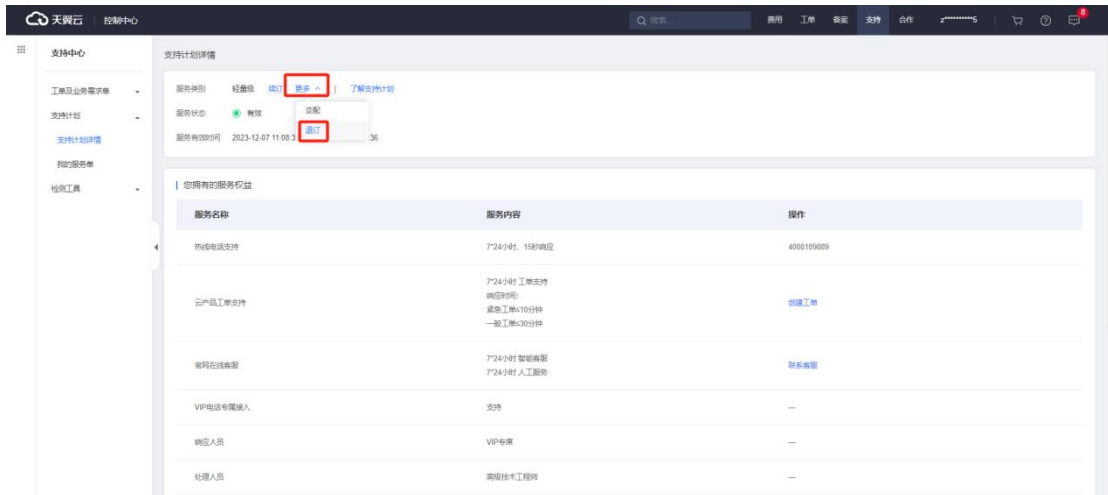 天翼云 控制中心 搜索 费用 工单 备案 支持 合作 z**********5 8
支持中心
支持计划详情
工单及业务需求单
支持计划
支持计划详情
我的服务单
检测工具
服务类别 轻量级 续订 更多 | 了解支持计划
变配
服务状态 有效
退订
服务有效时间 2023-12-07 11:08:3 :36
您拥有的服务权益
服务名称 服务内容 操作
热线电话支持 7*24小时，15秒响应 4008109889
云产品工单支持 7*24小时 工单支持
响应时间:
紧急工单≤10分钟
一般工单≤30分钟
创建工单
官网在线客服 7*24小时 智能客服
7*24小时 人工服务
联系客服
VIP电话专属接入 支持 —
响应人员 VIP专席 —
处理人员 高级技术工程师 —